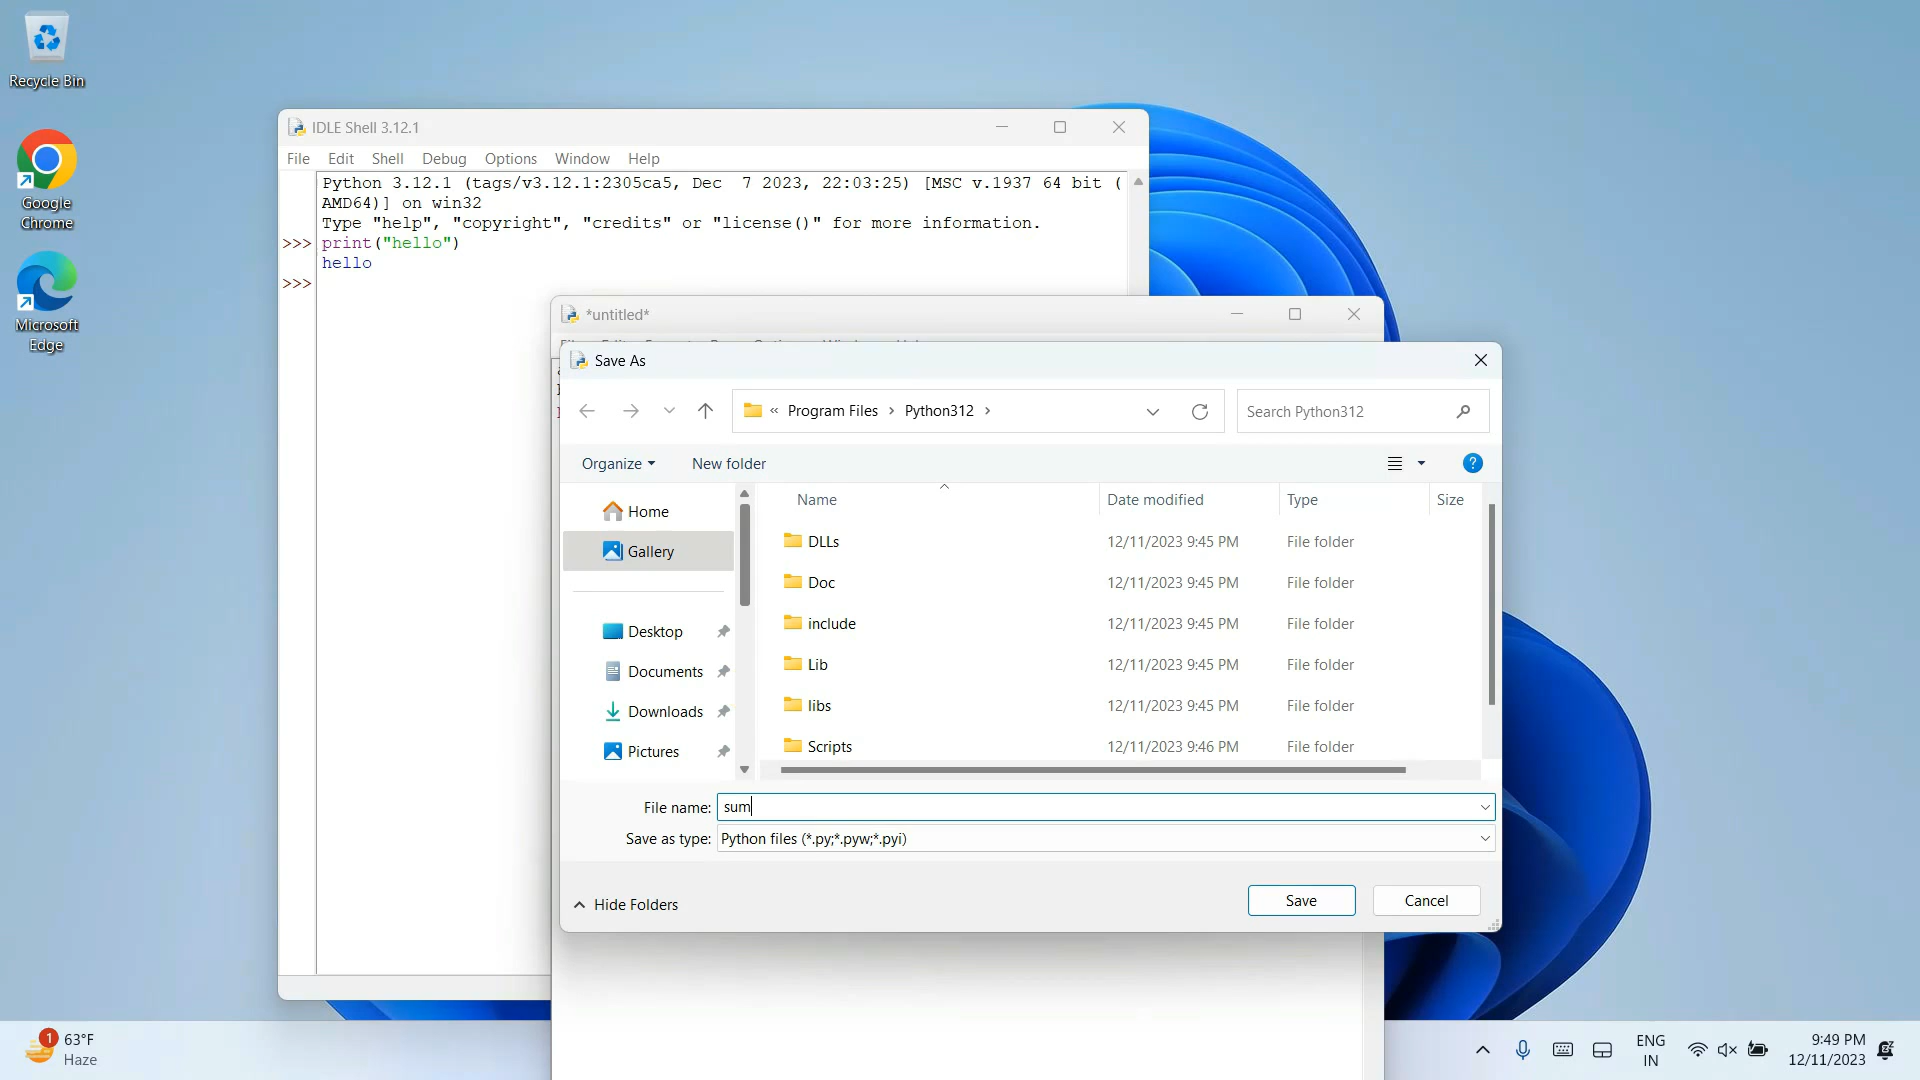 Recycle Bin
Google
Chrome
Microsoft
Edge
IDLE Shell 3.12.1
File Edit Shell Debug Options Window Help
Python 3.12.1 (tags/v3.12.1:2305ca5, Dec  7 2023, 22:03:25) [MSC v.1937 64 bit (
AMD64)] on win32
Type "help", "copyright", "credits" or "license()" for more information.
>>> print("hello")
hello
>>>
*untitled*
Save As
« Program Files › Python312 ›
Search Python312
Organize
New folder
Home
Gallery
Desktop
Documents
Downloads
Pictures
Name Date modified Type Size
DLLs 12/11/2023 9:45 PM File folder
Doc 12/11/2023 9:45 PM File folder
include 12/11/2023 9:45 PM File folder
Lib 12/11/2023 9:45 PM File folder
libs 12/11/2023 9:45 PM File folder
Scripts 12/11/2023 9:46 PM File folder
File name: sum
Save as type: Python files (*.py;*.pyw;*.pyi)
Hide Folders
Save
Cancel
1
63°F
Haze
ENG
IN
9:49 PM
12/11/2023